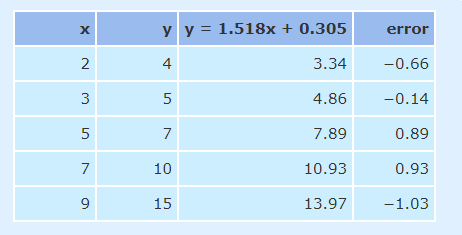 x y y = 1.518x + 0.305 error
2 4 3.34 −0.66
3 5 4.86 −0.14
5 7 7.89 0.89
7 10 10.93 0.93
9 15 13.97 −1.03